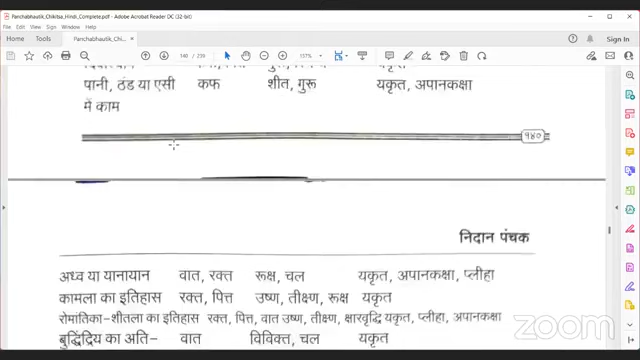 Panchabhautik_Chikitsa_Hindi_Complete.pdf - Adobe Acrobat Reader DC (32-bit)
File Edit View Sign Window Help
Home Tools Panchabhautik_Chi... ×
140 / 239 157%
पानी, ठंड या एसी कफ शीत, गुरू यकृत, अपानकक्षा
में काम
१४०
निदान पंचक
अध्व या यानायान वात, रक्त रूक्ष, चल यकृत, अपानकक्षा, प्लीहा
कामला का इतिहास रक्त, पित्त उष्ण, तीक्ष्ण, रूक्ष यकृत
रोमांतिका-शीतला का इतिहास रक्त, पित्त, वात उष्ण, तीक्ष्ण, क्षारवृद्धि यकृत, प्लीहा, अपानकक्षा
बुद्धिंद्रिय का अति- वात विविक्त, चल यकृत
zoom